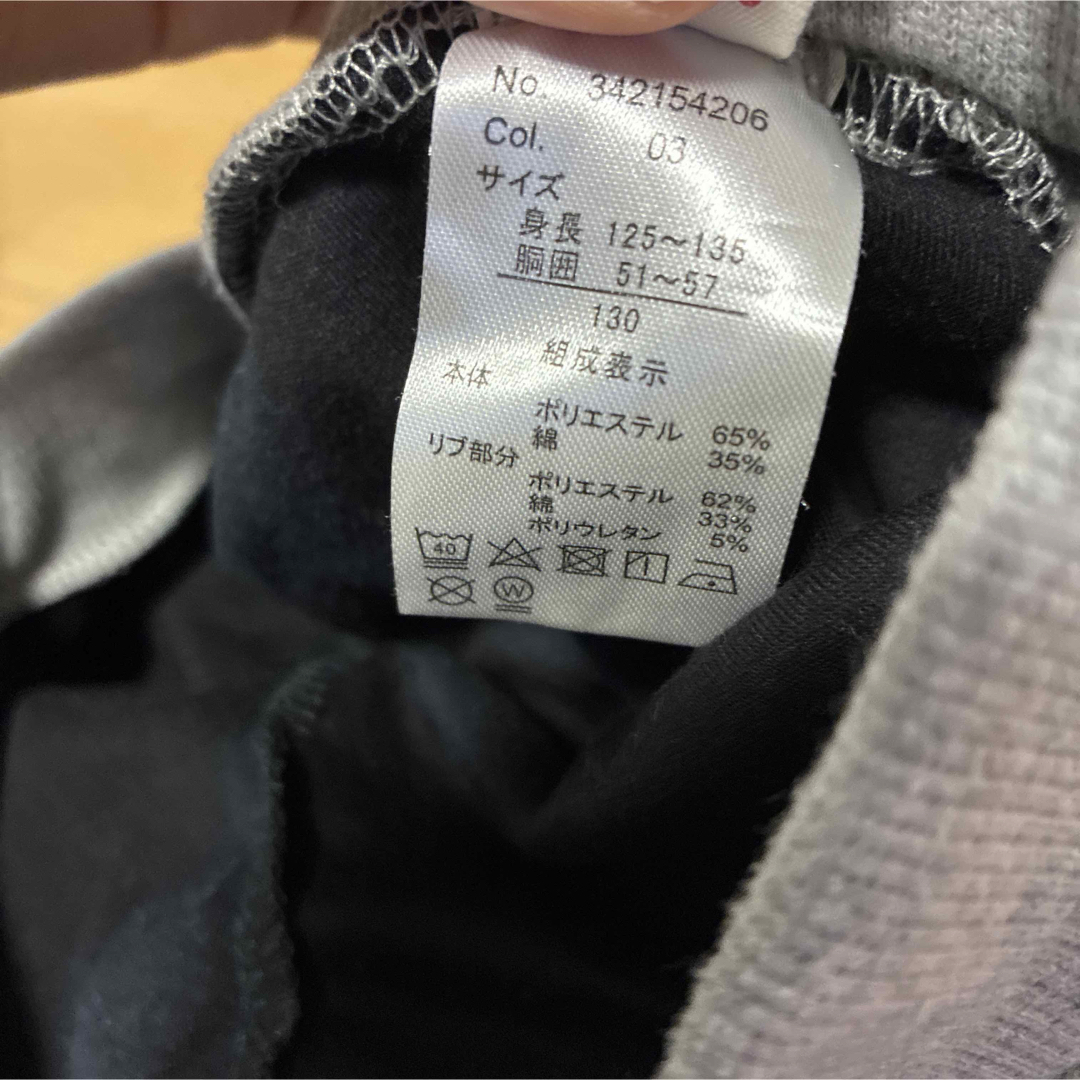 No. 342154206
Col. 03
サイズ
身長 125～135
胴囲 51～57
130
組成表示
本体
ポリエステル 65%
綿 35%
リブ部分
ポリエステル 62%
綿 33%
ポリウレタン 5%
40
W